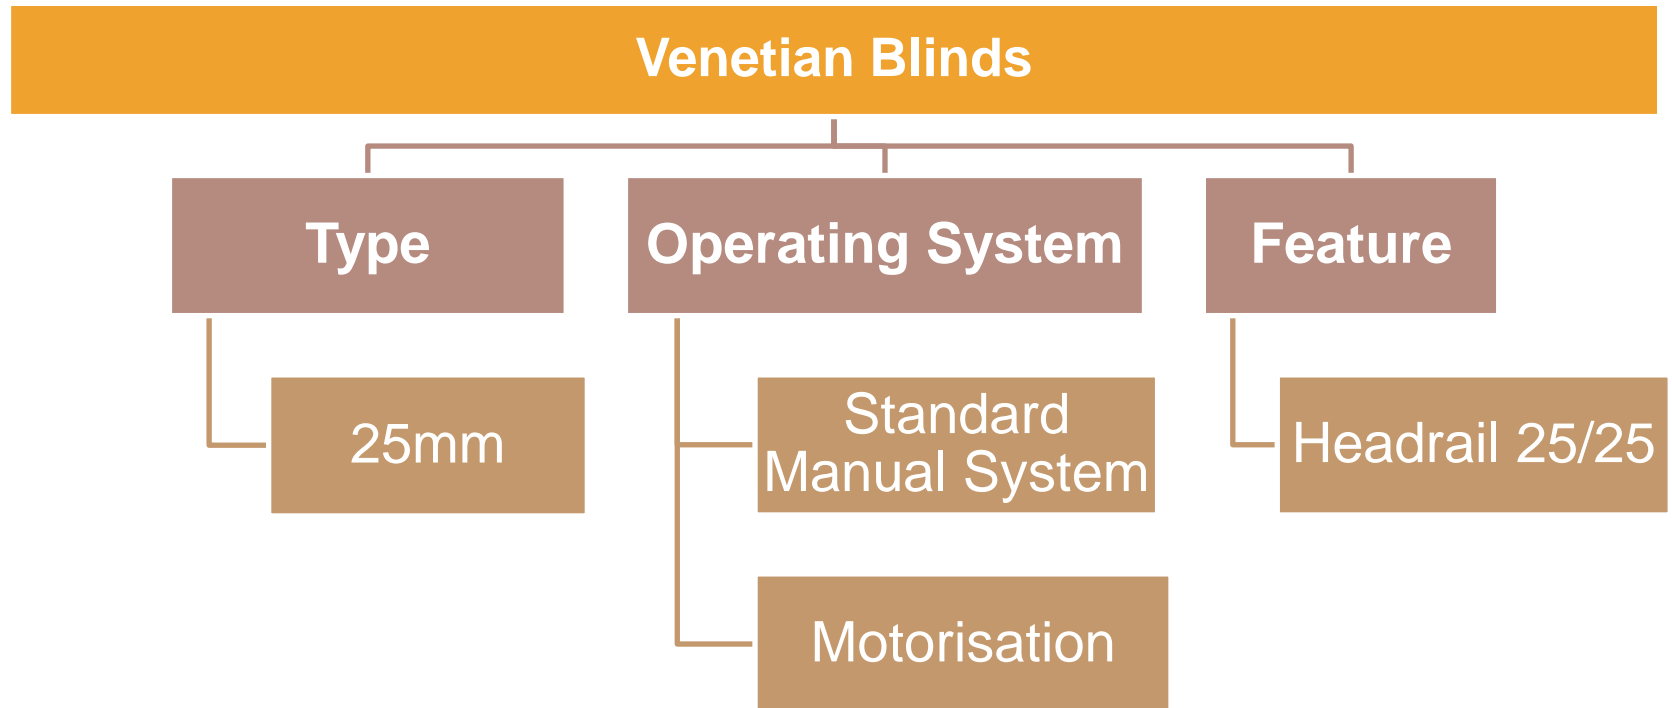 Venetian Blinds
Type
Operating System
Feature
25mm
Standard
Manual System
Headrail 25/25
Motorisation